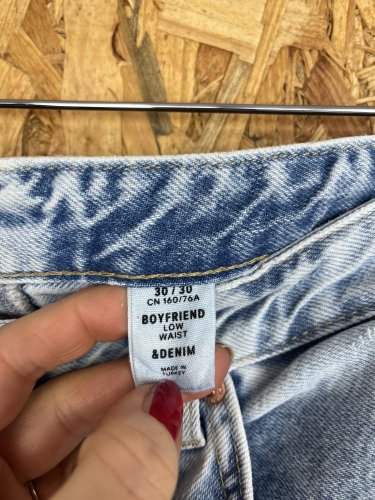 30 / 30
CN 160/76A
BOYFRIEND
LOW
WAIST
&DENIM
MADE IN
TURKEY